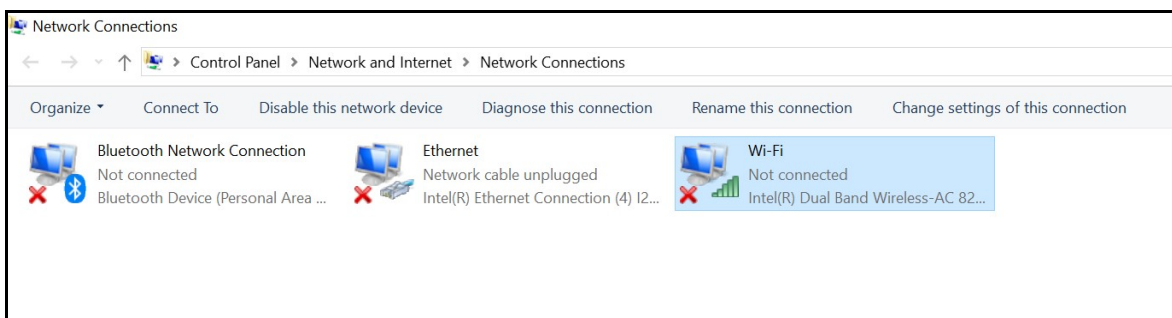 Network Connections
Control Panel > Network and Internet > Network Connections
Organize Connect To Disable this network device Diagnose this connection Rename this connection Change settings of this connection
Bluetooth Network Connection
Not connected
Bluetooth Device (Personal Area ...
Ethernet
Network cable unplugged
Intel(R) Ethernet Connection (4) I2...
Wi-Fi
Not connected
Intel(R) Dual Band Wireless-AC 82...